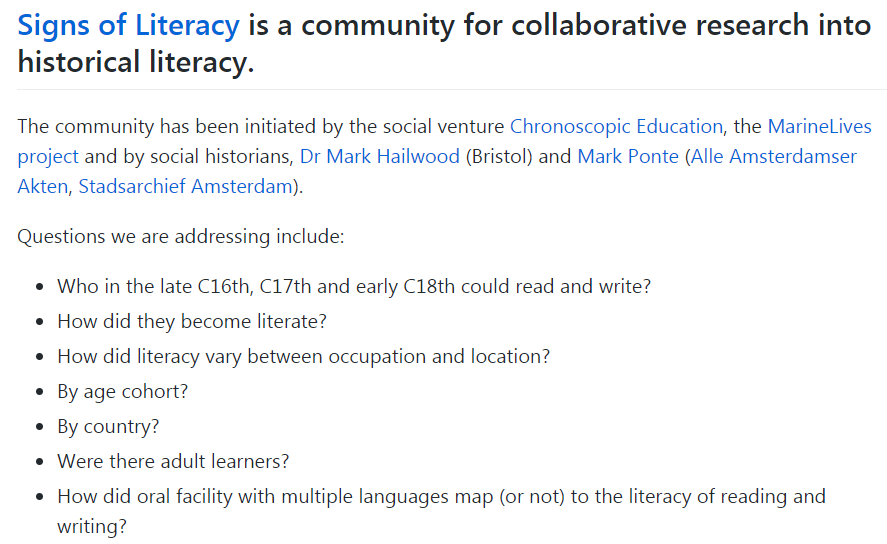 Signs of Literacy is a community for collaborative research into
historical literacy.
The community has been initiated by the social venture Chronoscopic Education, the MarineLives
project and by social historians, Dr Mark Hailwood (Bristol) and Mark Ponte (Alle Amsterdamser
Akten, Stadsarchief Amsterdam).
Questions we are addressing include:
• Who in the late C16th, C17th and early C18th could read and write?
• How did they become literate?
• How did literacy vary between occupation and location?
• By age cohort?
• By country?
• Were there adult learners?
• How did oral facility with multiple languages map (or not) to the literacy of reading and
writing?